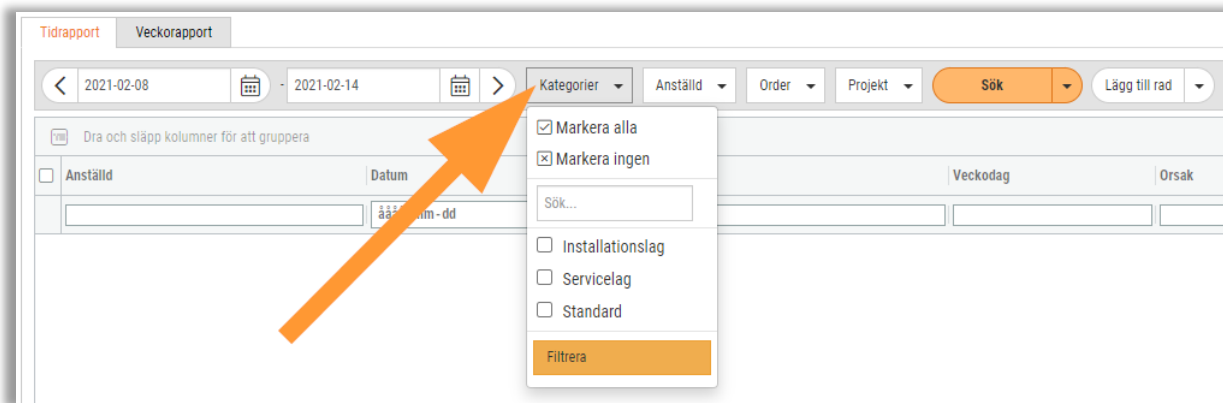 Tidrapport Veckorapport
2021-02-08 - 2021-02-14 Kategorier Anställd Order Projekt Sök Lägg till rad
Dra och släpp kolumner för att gruppera
Anställd Datum Veckodag Orsak
Markera alla
Markera ingen
Sök...
Installationslag
Servicelag
Standard
Filtrera